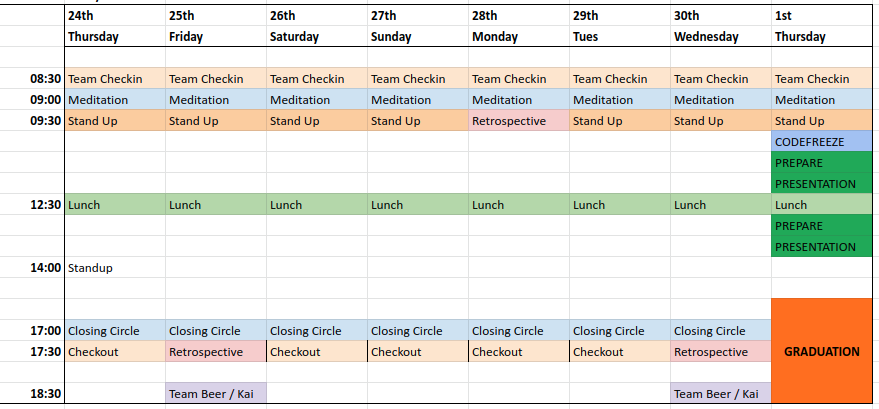 24th 25th 26th 27th 28th 29th 30th 1st
Thursday Friday Saturday Sunday Monday Tues Wednesday Thursday
08:30 Team Checkin Team Checkin Team Checkin Team Checkin Team Checkin Team Checkin Team Checkin Team Checkin
09:00 Meditation Meditation Meditation Meditation Meditation Meditation Meditation Meditation
09:30 Stand Up Stand Up Stand Up Stand Up Retrospective Stand Up Stand Up Stand Up
CODEFREEZE
PREPARE
PRESENTATION
12:30 Lunch Lunch Lunch Lunch Lunch Lunch Lunch Lunch
PREPARE
PRESENTATION
14:00 Standup
17:00 Closing Circle Closing Circle Closing Circle Closing Circle Closing Circle Closing Circle Closing Circle
17:30 Checkout Retrospective Checkout Checkout Checkout Checkout Retrospective GRADUATION
18:30 Team Beer / Kai Team Beer / Kai